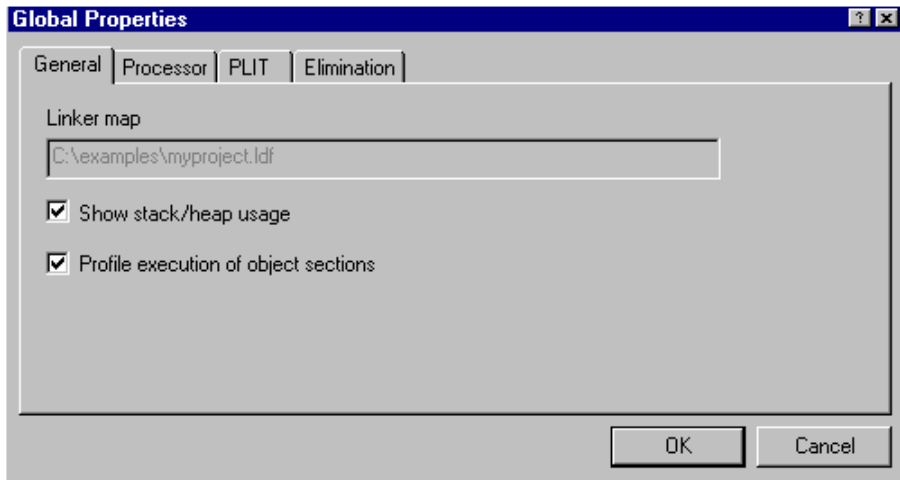 Global Properties
General Processor PLIT Elimination
Linker map
C:\examples\myproject.ldf
Show stack/heap usage
Profile execution of object sections
OK Cancel